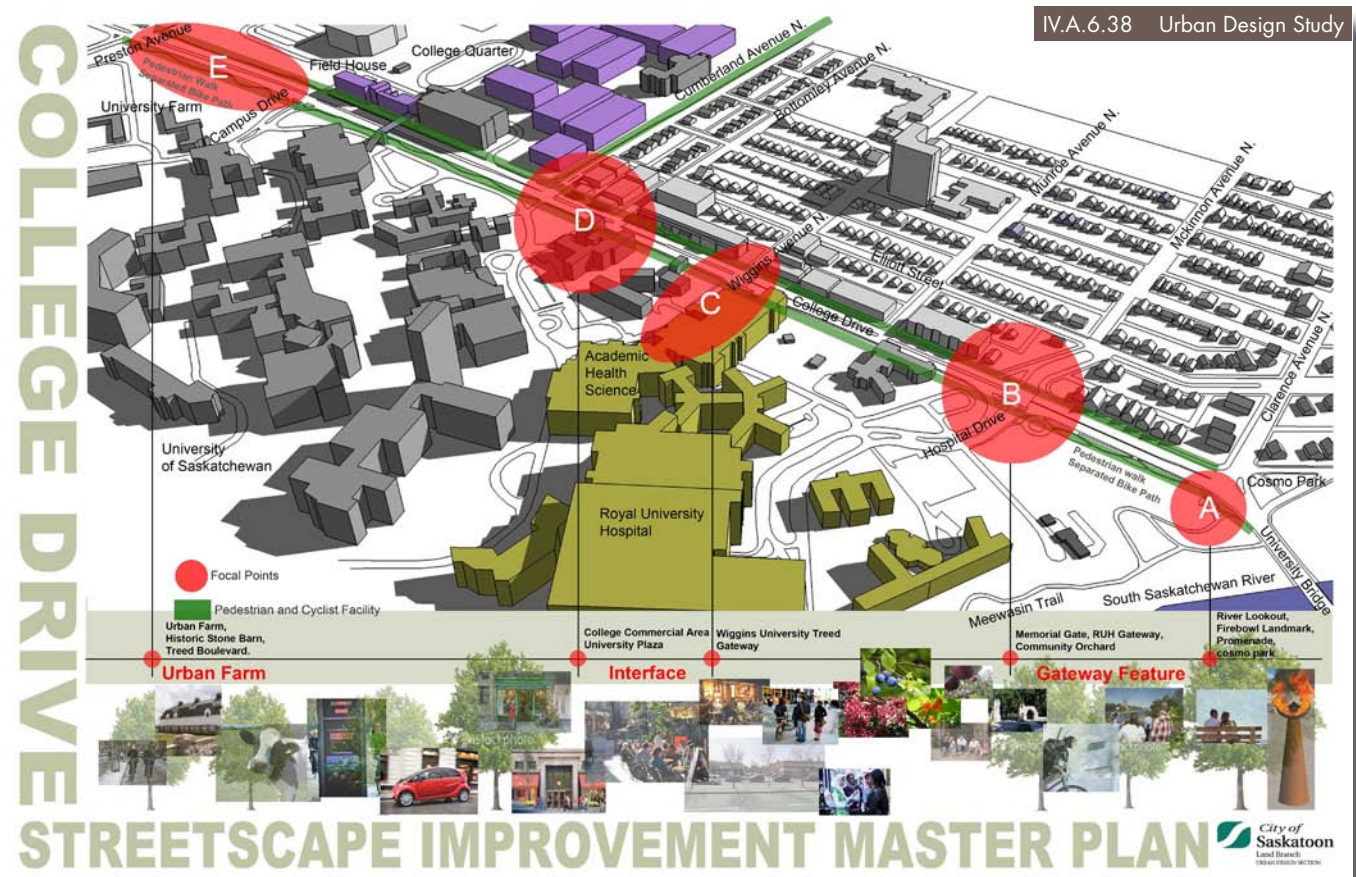 IV.A.6.38 Urban Design Study
COLLEGE DRIVE
Preston Avenue
E
Pedestrian Walk
Separated Bike Path
Field House
College Quarter
Cumberland Avenue N.
Bottomley Avenue N.
University Farm
Campus Drive
Munroe Avenue N.
Mckinnon Avenue N.
D
Wiggins Avenue N.
Elliott Street
C
College Drive
Clarence Avenue N.
Academic
Health
Science
B
Hospital Drive
University
of Saskatchewan
Pedestrian walk
Separated Bike Path
Cosmo Park
A
Royal University
Hospital
University Bridge
Focal Points
South Saskatchewan River
Meewasin Trail
Pedestrian and Cyclist Facility
Urban Farm,
Historic Stone Barn,
Treed Boulevard.
College Commercial Area
University Plaza
Wiggins University Treed
Gateway
Memorial Gate, RUH Gateway,
Community Orchard
River Lookout,
Firebowl Landmark,
Promenade,
cosmo park
Urban Farm
Interface
Gateway Feature
STREETSCAPE IMPROVEMENT MASTER PLAN
City of
Saskatoon
Land Branch
URBAN DESIGN SECTION